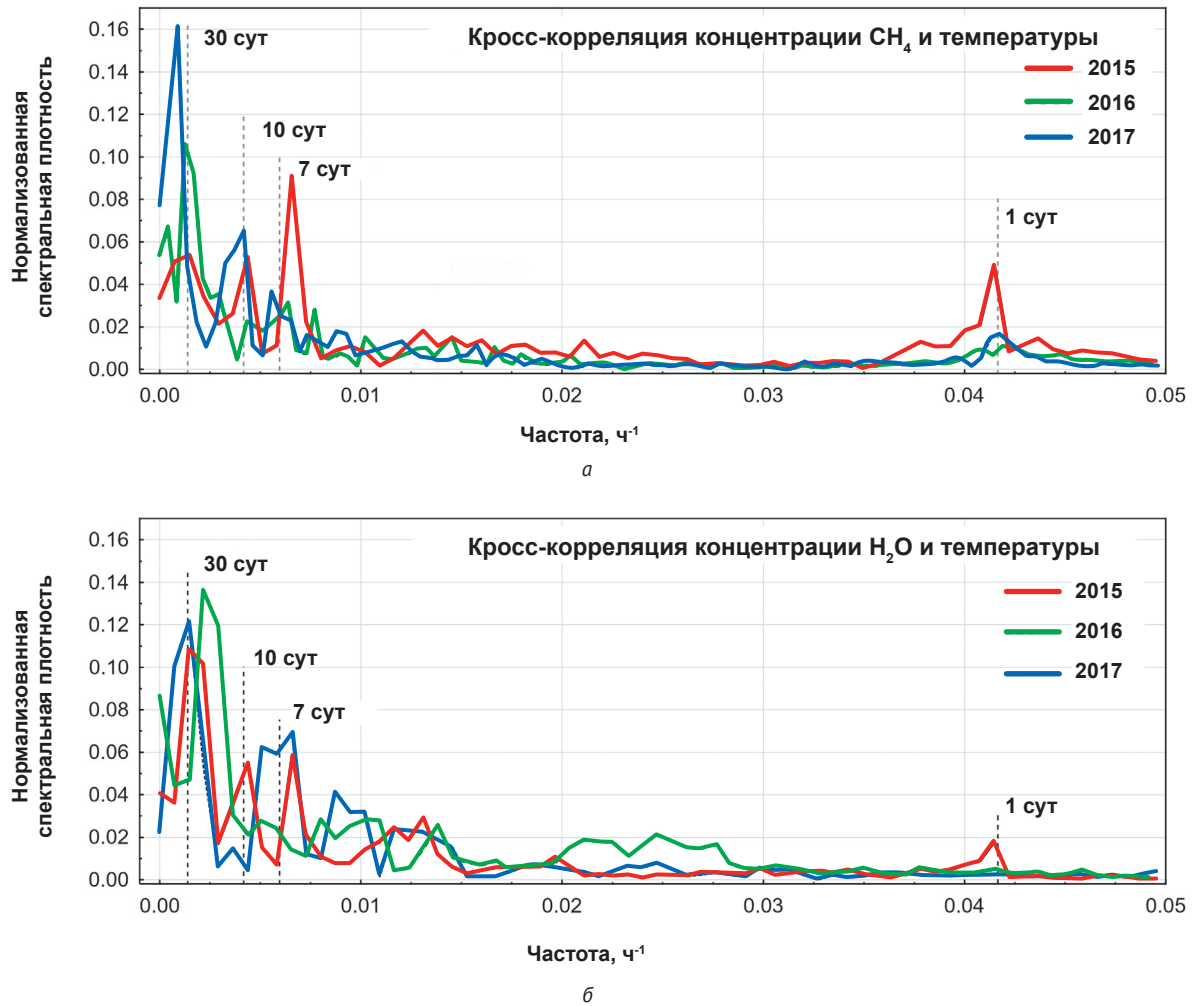 Кросс-корреляция концентрации CH₄ и температуры
Нормализованная
спектральная плотность
0.16
0.14
0.12
0.10
0.08
0.06
0.04
0.02
0.00
30 сут
10 сут
7 сут
1 сут
2015
2016
2017
0.00 0.01 0.02 0.03 0.04 0.05
Частота, ч⁻¹
а
Кросс-корреляция концентрации H₂O и температуры
Нормализованная
спектральная плотность
0.16
0.14
0.12
0.10
0.08
0.06
0.04
0.02
0.00
30 сут
10 сут
7 сут
1 сут
2015
2016
2017
0.00 0.01 0.02 0.03 0.04 0.05
Частота, ч⁻¹
б